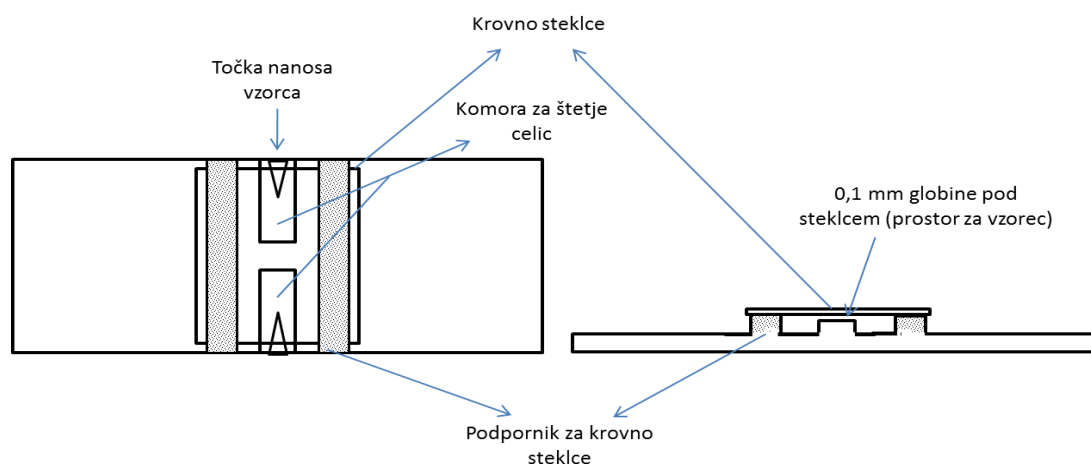 Krovno steklce
Točka nanosa
vzorca
Komora za štetje
celic
0,1 mm globine pod
steklcem (prostor za vzorec)
Podpornik za krovno
steklce